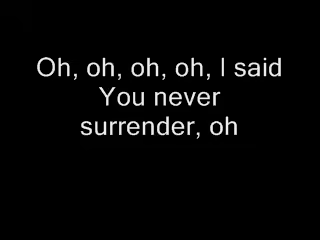 Oh, oh, oh, oh, I said
You never
surrender, oh